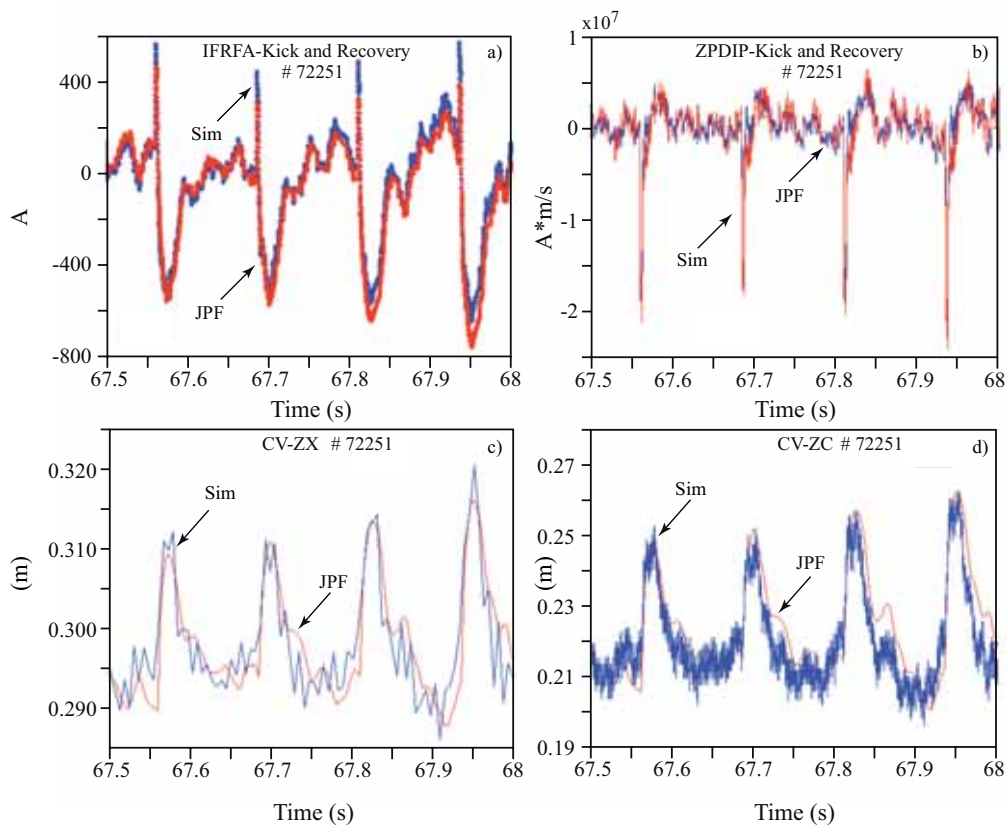 IFRFA-Kick and Recovery
# 72251
a)
A
400
0
-400
-800
Sim
JPF
67.5 67.6 67.7 67.8 67.9 68
Time (s)
x10⁷
ZPDIP-Kick and Recovery
# 72251
b)
A*m/s
1
0
-1
-2
JPF
Sim
67.5 67.6 67.7 67.8 67.9 68
Time (s)
CV-ZX # 72251
c)
(m)
0.320
0.310
0.300
0.290
Sim
JPF
67.5 67.6 67.7 67.8 67.9 68
Time (s)
CV-ZC # 72251
d)
(m)
0.27
0.25
0.23
0.21
0.19
Sim
JPF
67.5 67.6 67.7 67.8 67.9 68
Time (s)